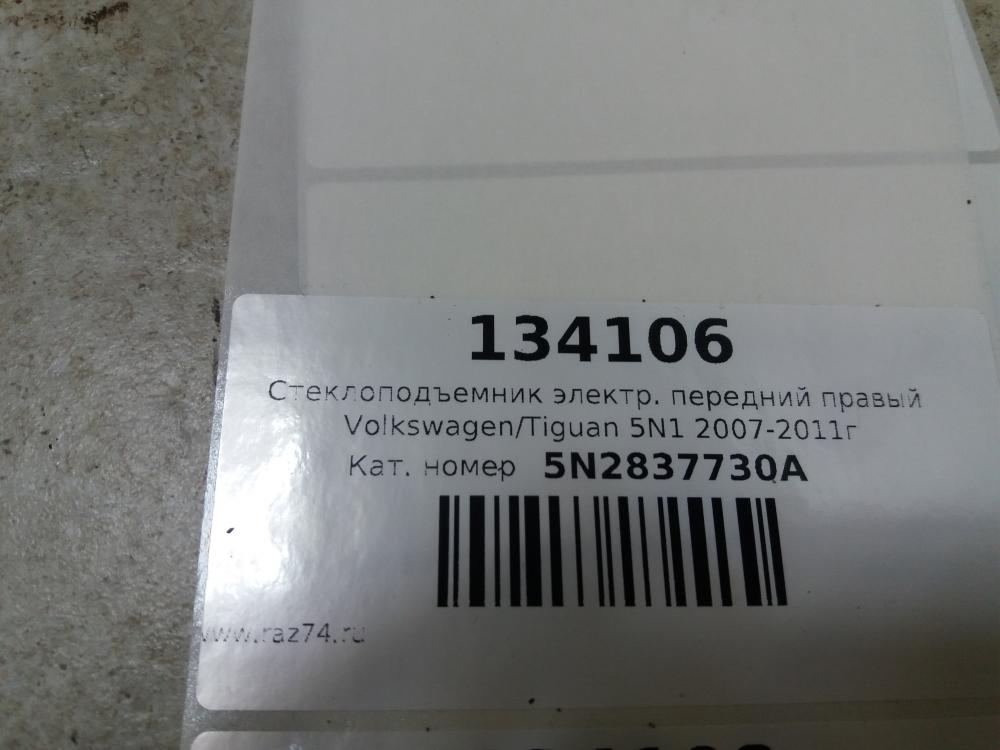 134106
Стеклоподъемник электр. передний правый
Volkswagen/Tiguan 5N1 2007-2011г
Кат. номер 5N2837730A
www.raz74.ru